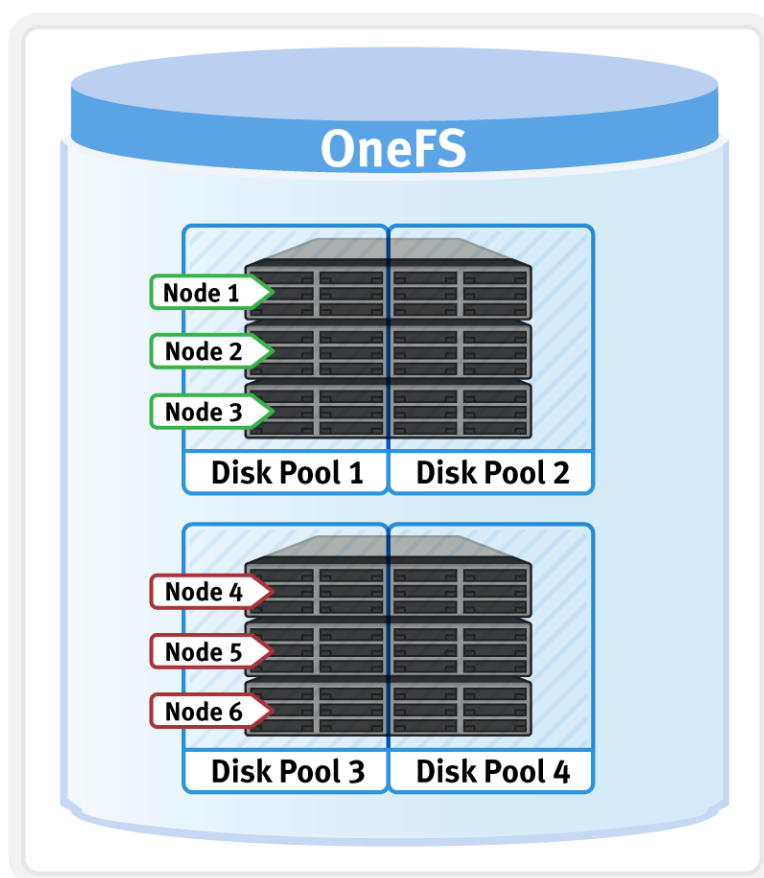 OneFS
Node 1
Node 2
Node 3
Disk Pool 1
Disk Pool 2
Node 4
Node 5
Node 6
Disk Pool 3
Disk Pool 4